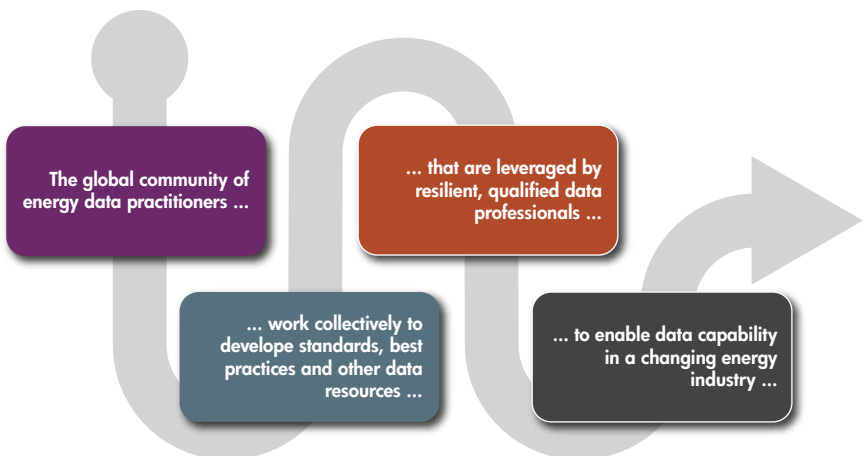 The global community of
energy data practitioners ...
... work collectively to
develope standards, best
practices and other data
resources ...
... that are leveraged by
resilient, qualified data
professionals ...
... to enable data capability
in a changing energy
industry ...